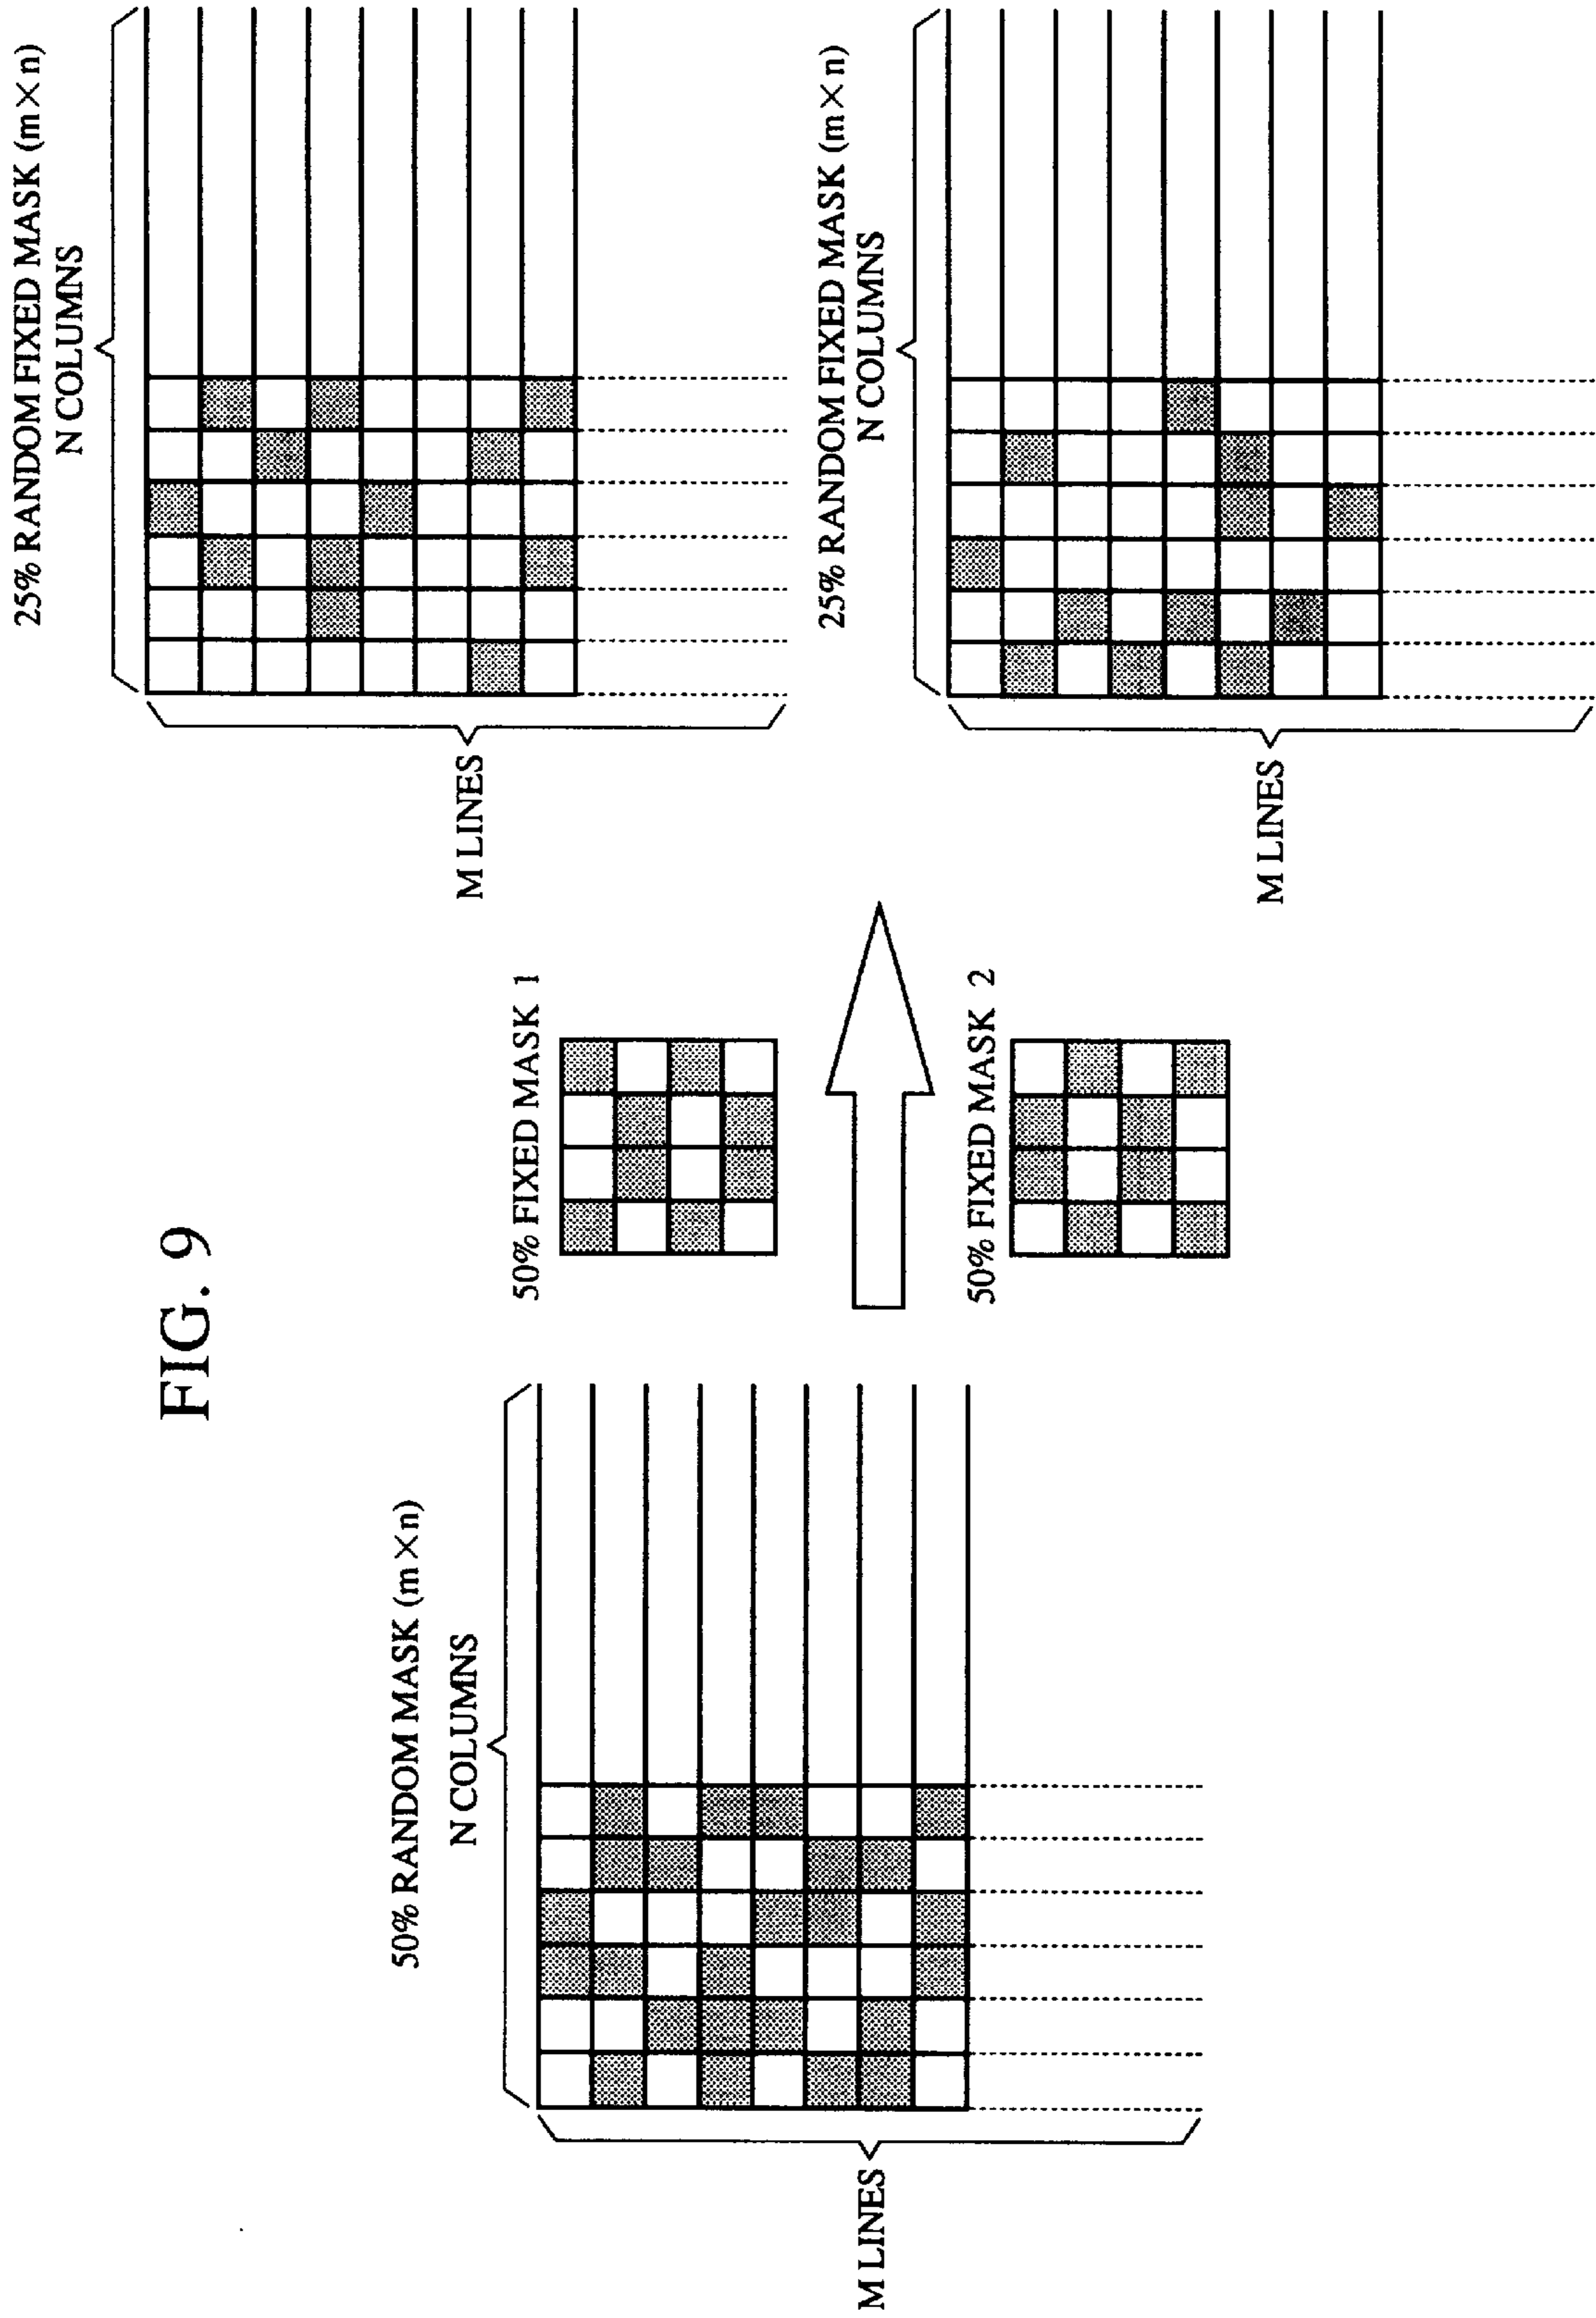 FIG. 9
50% RANDOM MASK (m×n)
N COLUMNS
M LINES
50% FIXED MASK 1
50% FIXED MASK 2
25% RANDOM FIXED MASK (m×n)
N COLUMNS
M LINES
25% RANDOM FIXED MASK (m×n)
N COLUMNS
M LINES